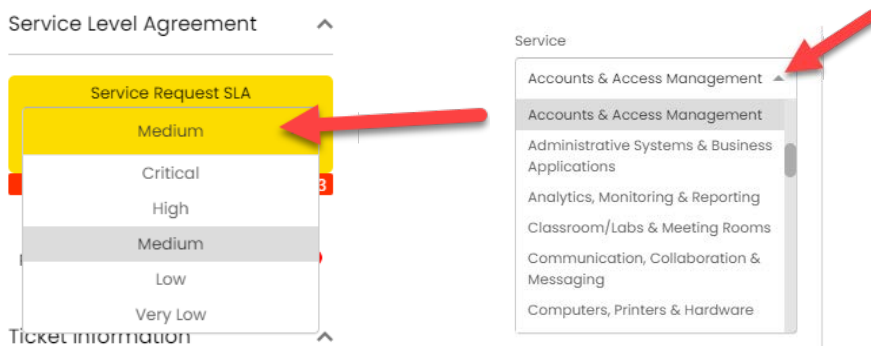 Service Level Agreement
Service Request SLA
Medium
Critical
High
Medium
Low
Very Low
3
Ticket Information
Service
Accounts & Access Management
Accounts & Access Management
Administrative Systems & Business
Applications
Analytics, Monitoring & Reporting
Classroom/Labs & Meeting Rooms
Communication, Collaboration &
Messaging
Computers, Printers & Hardware